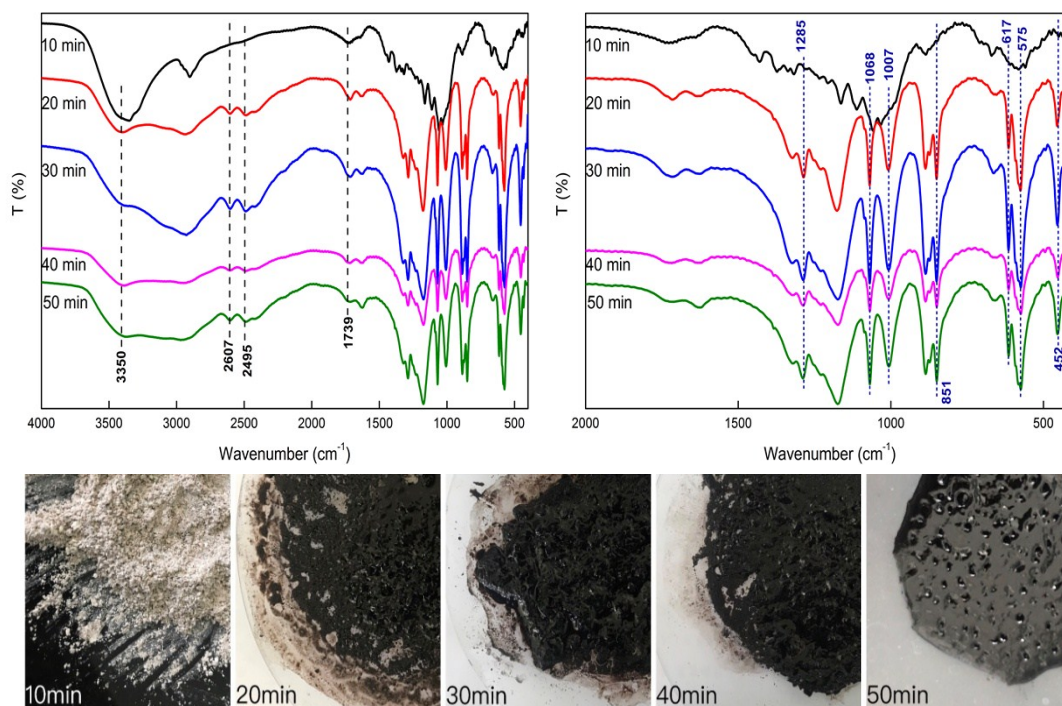 T (%)
10 min
20 min
30 min
40 min
50 min
3350
2607
2495
1739
4000 3500 3000 2500 2000 1500 1000 500
Wavenumber (cm-1)
T (%)
10 min
20 min
30 min
40 min
50 min
1285
1068
1007
851
617
575
452
2000 1500 1000 500
Wavenumber (cm-1)
10min 20min 30min 40min 50min